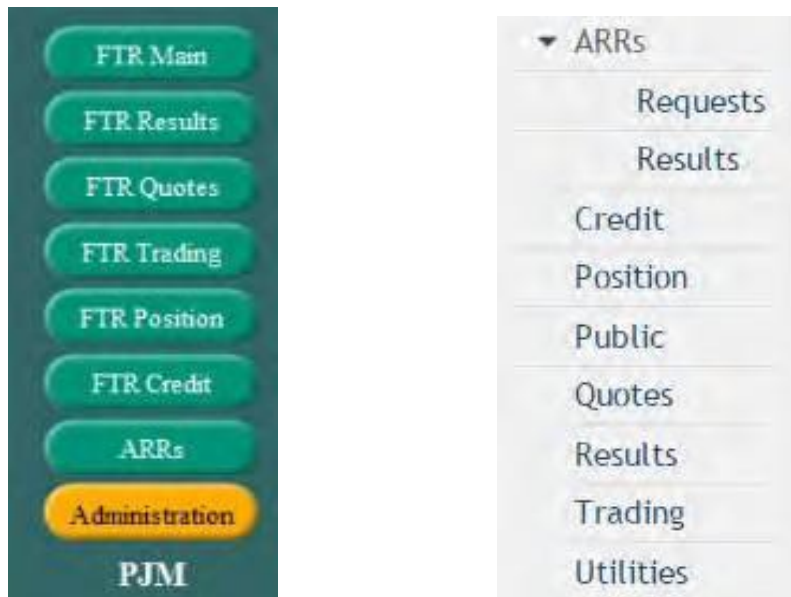 FTR Main
FTR Results
FTR Quotes
FTR Trading
FTR Position
FTR Credit
ARRs
Administration
PJM
ARRs
Requests
Results
Credit
Position
Public
Quotes
Results
Trading
Utilities